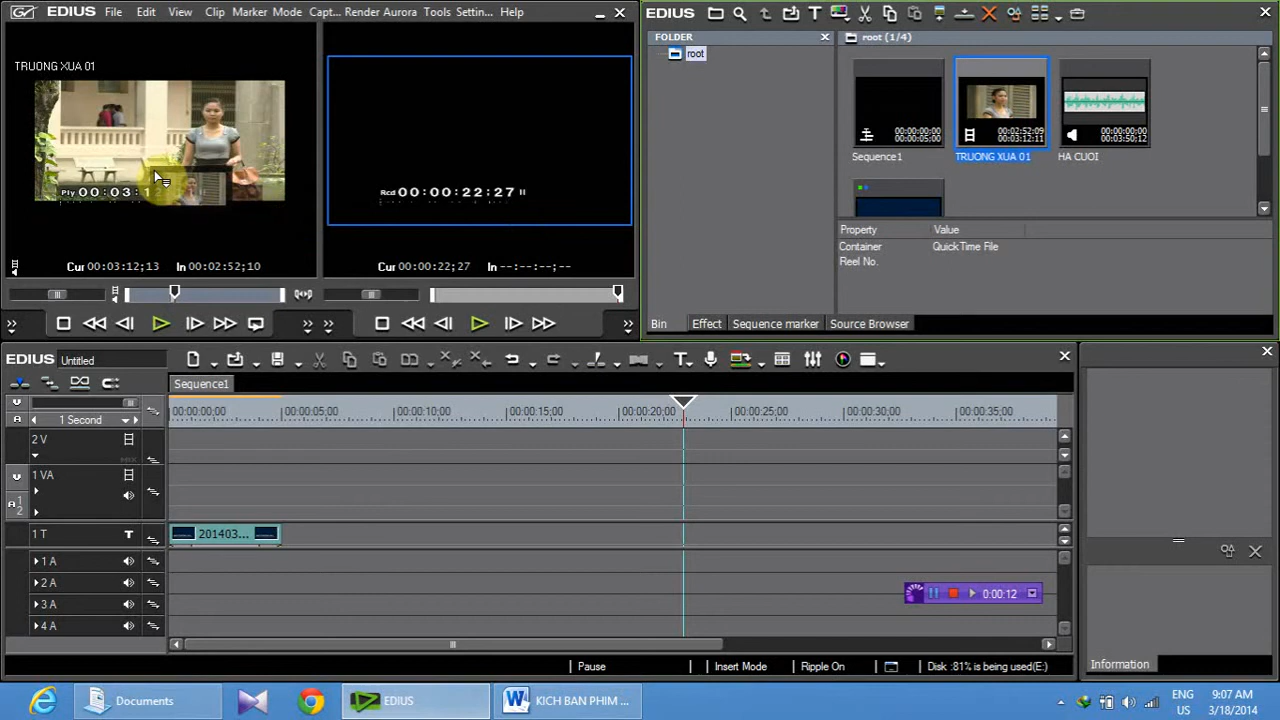 EDIUS File Edit View Clip Marker Mode Capt... Render Aurora Tools Settin... Help
TRUONG XUA 01
Ply 00:03:12
Rcd 00:00:22:27
Cur 00:03:12;13 In 00:02:52;10
Cur 00:00:22;27 In --:--:--;--
EDIUS
FOLDER
root
root (1/4)
00:00:00;00
00:00:05;00
Sequence1
00:02:52;09
00:03:12;11
TRUONG XUA 01
00:00:00;00
00:03:50;12
HA CUOI
Property Value
Container QuickTime File
Reel No.
Bin Effect Sequence marker Source Browser
EDIUS Untitled
Sequence1
00:00:00;00 00:00:05;00 00:00:10;00 00:00:15;00 00:00:20;00 00:00:25;00 00:00:30;00 00:00:35;00
1 Second
2 V
1 VA
A 1 2
1 T T 201403...
1 A
2 A
3 A
4 A
0:00:12
Pause Insert Mode Ripple On Disk :81% is being used(E:)
Information
Documents EDIUS KICH BAN PHIM ...
ENG
US
9:07 AM
3/18/2014